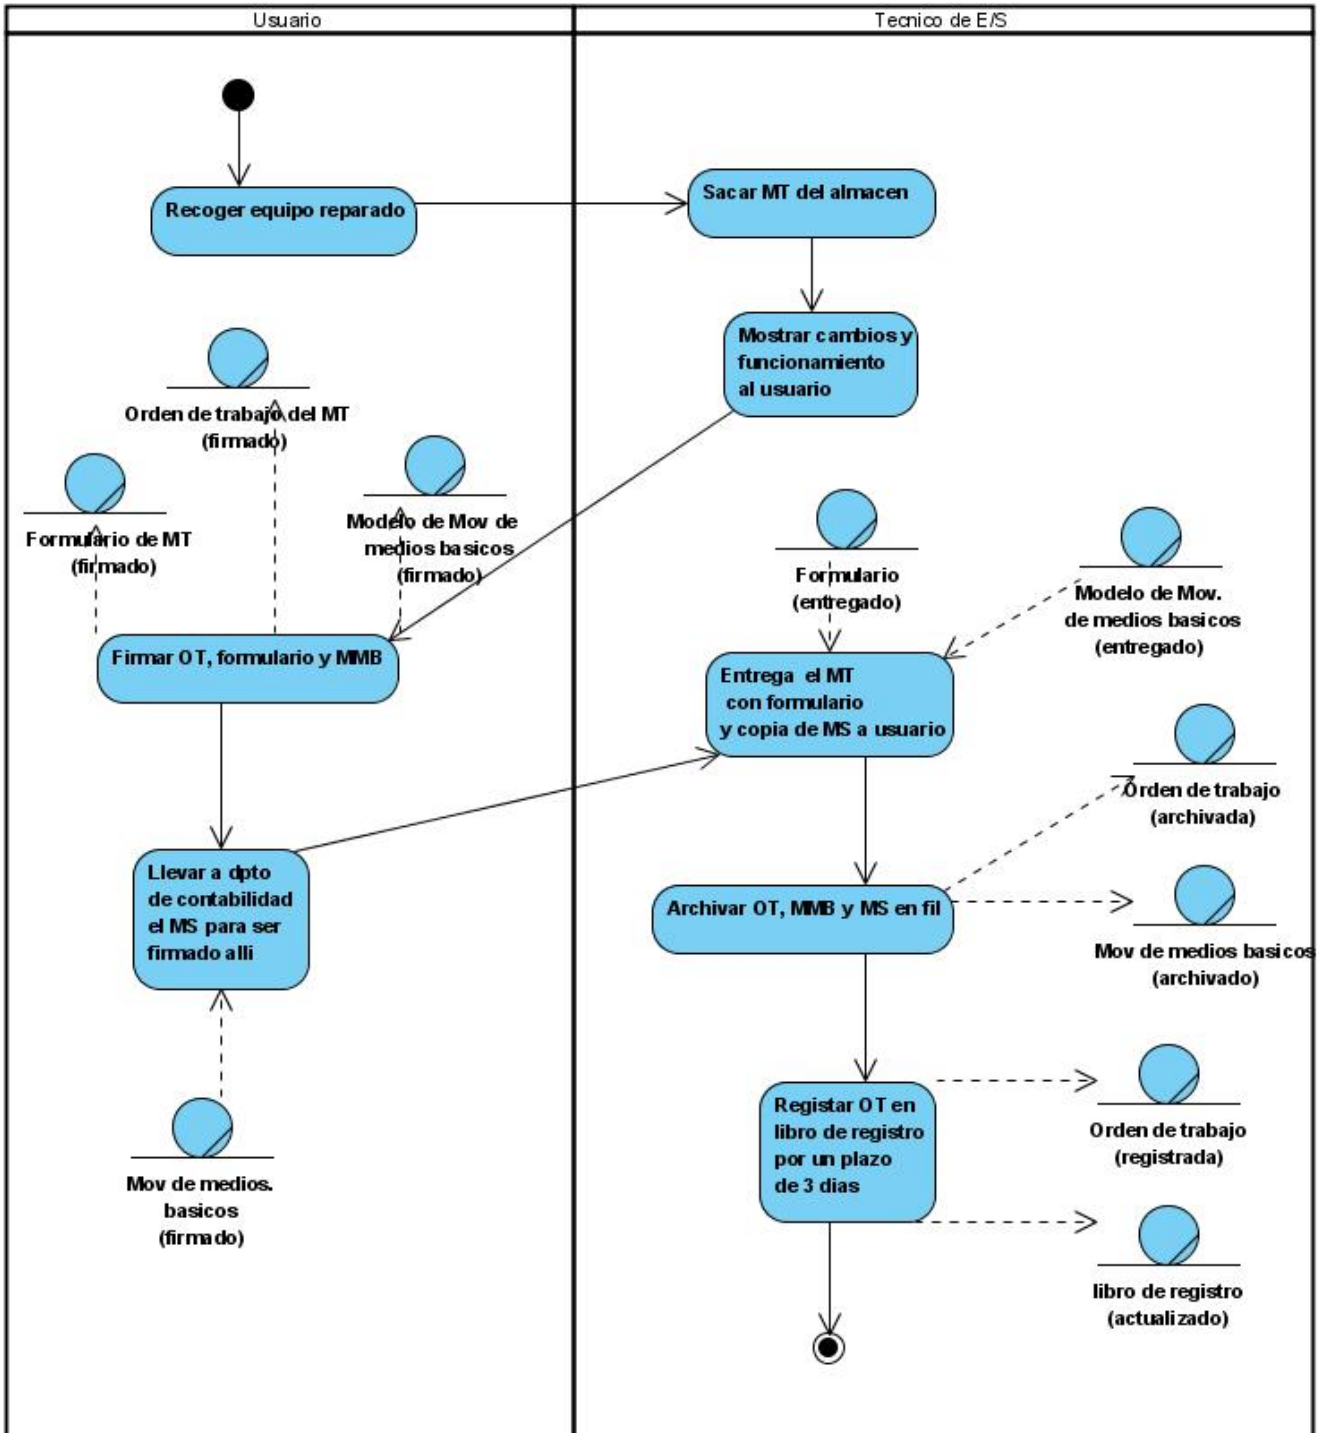 Usuario
Tecnico de E/S
Recoger equipo reparado
Sacar MT del almacen
Mostrar cambios y
funcionamiento
al usuario
Orden de trabajo del MT
(firmado)
Formulario de MT
(firmado)
Modelo de Mov de
medios basicos
(firmado)
Formulario
(entregado)
Modelo de Mov.
de medios basicos
(entregado)
Firmar OT, formulario y MMB
Entrega el MT
con formulario
y copia de MS a usuario
Orden de trabajo
(archivada)
Llevar a dpto
de contabilidad
el MS para ser
firmado alli
Archivar OT, MMB y MS en fil
Mov de medios basicos
(archivado)
Registar OT en
libro de registro
por un plazo
de 3 dias
Orden de trabajo
(registrada)
Mov de medios.
basicos
(firmado)
libro de registro
(actualizado)